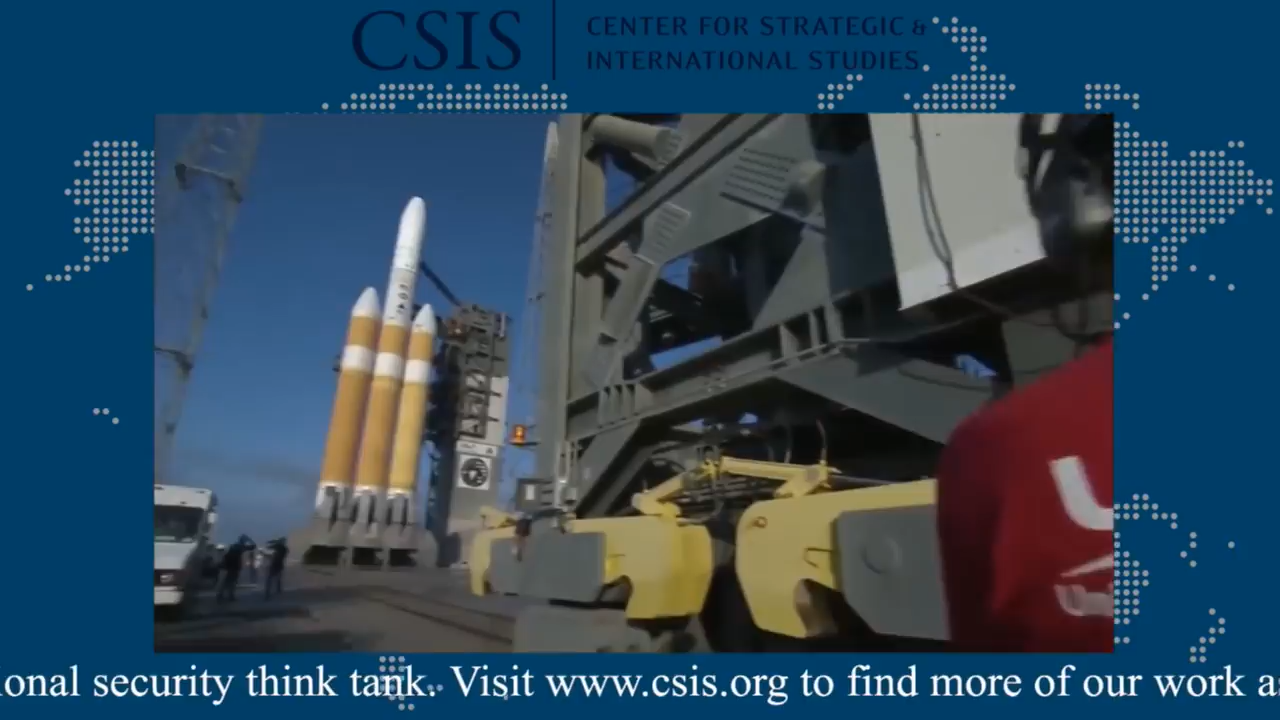 CSIS
CENTER FOR STRATEGIC &
INTERNATIONAL STUDIES
ional security think tank. Visit www.csis.org to find more of our work as